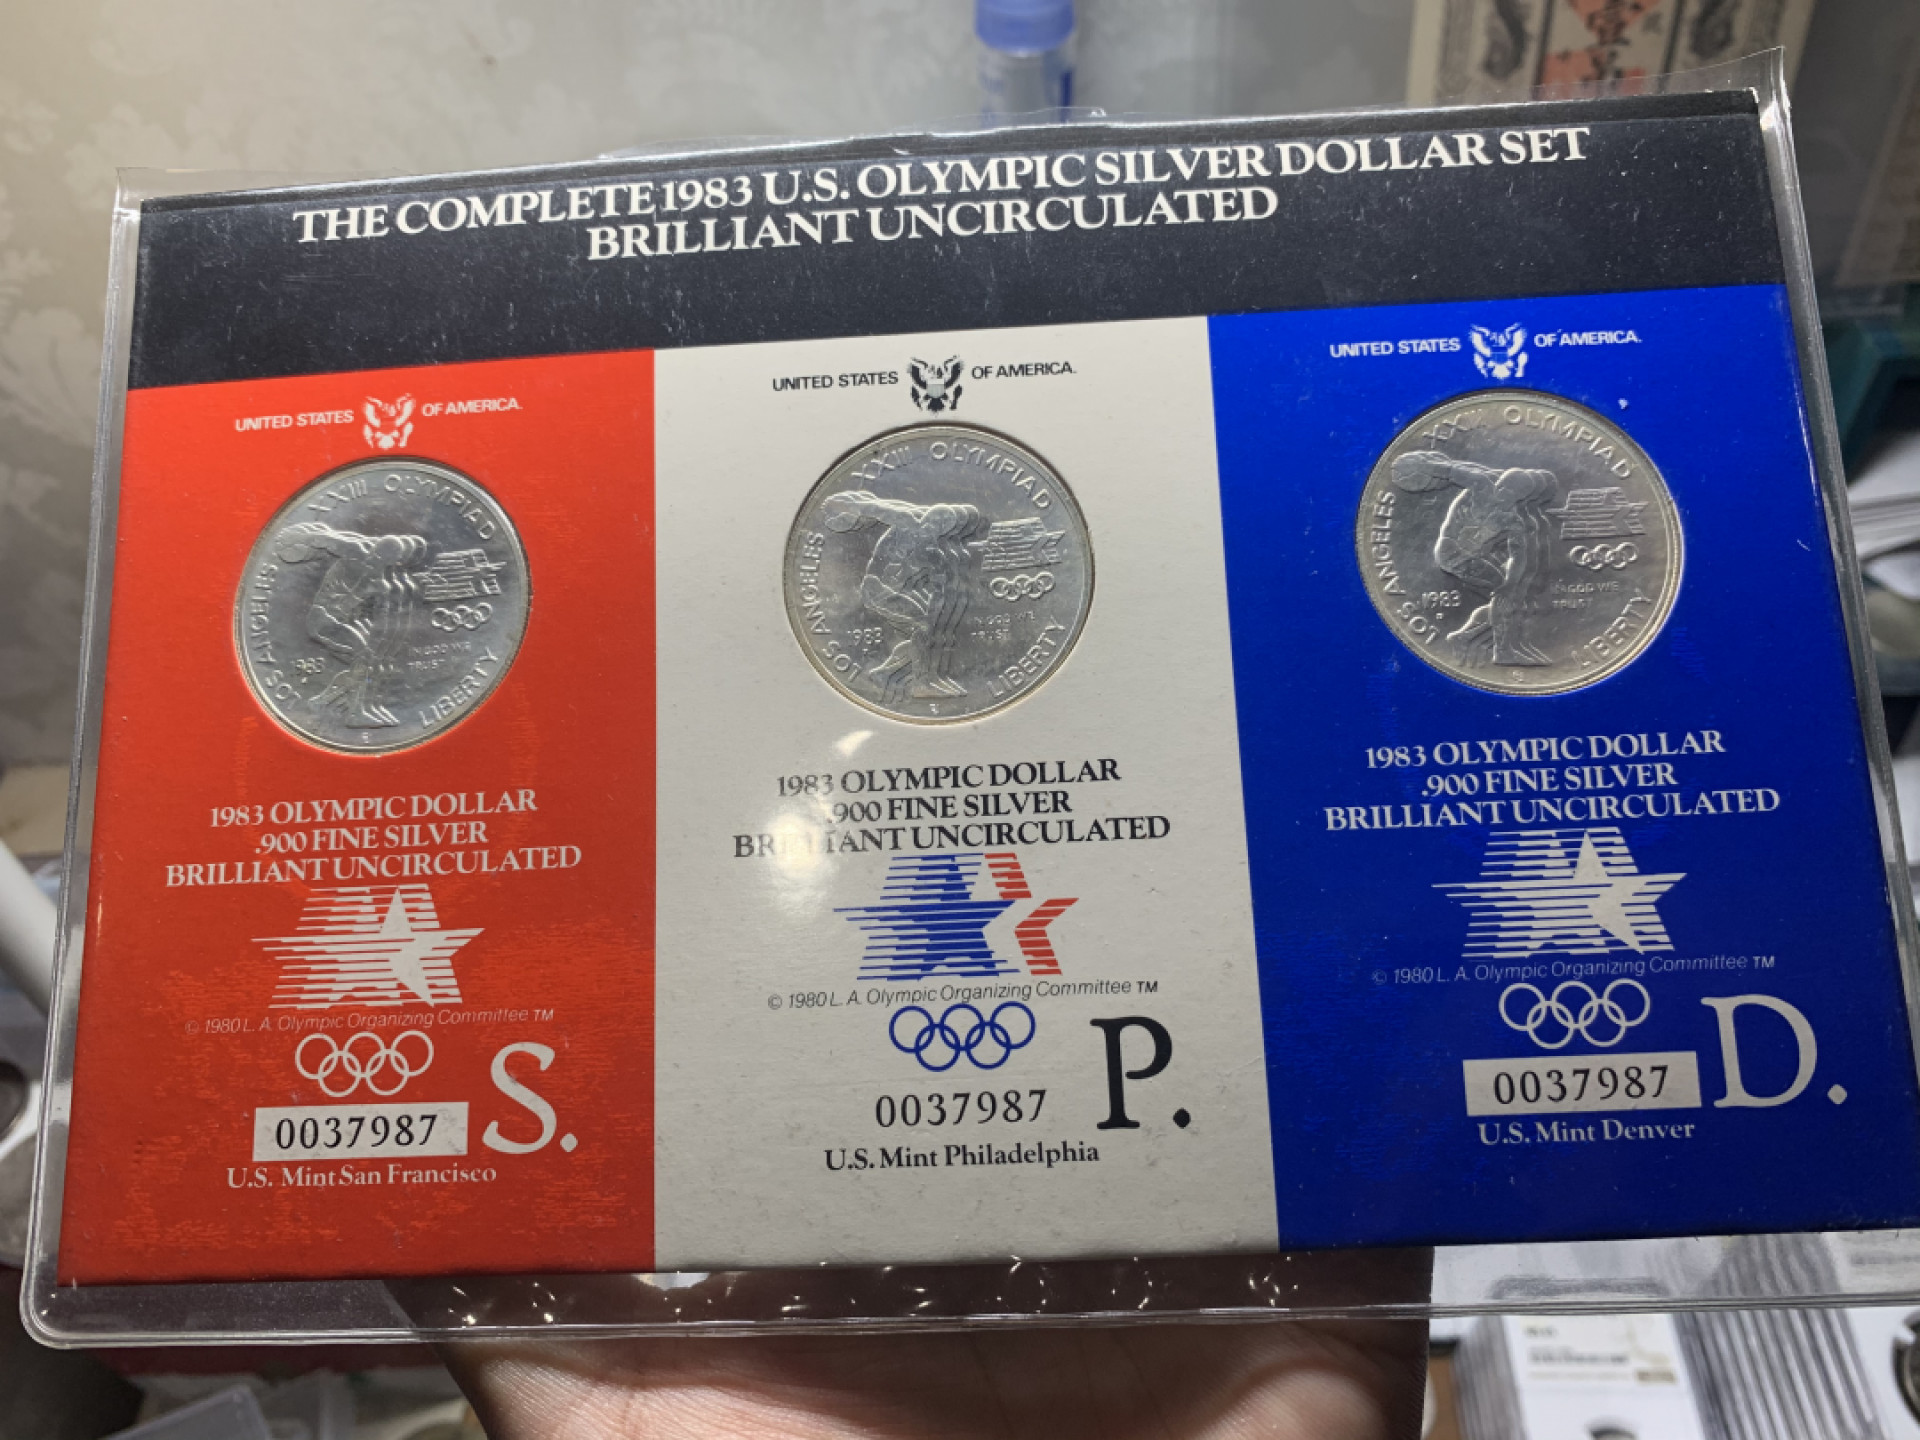 THE COMPLETE 1983 U.S. OLYMPIC SILVER DOLLAR SET
BRILLIANT UNCIRCULATED
UNITED STATES OF AMERICA.
XXIII OLYMPIAD
LOS ANGELES
1983
IN GOD WE
TRUST
LIBERTY
1983 OLYMPIC DOLLAR
.900 FINE SILVER
BRILLIANT UNCIRCULATED
© 1980 L. A. Olympic Organizing Committee TM
0037987 S.
U.S. Mint San Francisco
UNITED STATES OF AMERICA.
XXIII OLYMPIAD
LOS ANGELES
1983
IN GOD WE
TRUST
LIBERTY
1983 OLYMPIC DOLLAR
.900 FINE SILVER
BRILLIANT UNCIRCULATED
© 1980 L. A. Olympic Organizing Committee TM
0037987 P.
U.S. Mint Philadelphia
UNITED STATES OF AMERICA.
XXIII OLYMPIAD
LOS ANGELES
1983
IN GOD WE
TRUST
LIBERTY
1983 OLYMPIC DOLLAR
.900 FINE SILVER
BRILLIANT UNCIRCULATED
© 1980 L. A. Olympic Organizing Committee TM
0037987 D.
U.S. Mint Denver